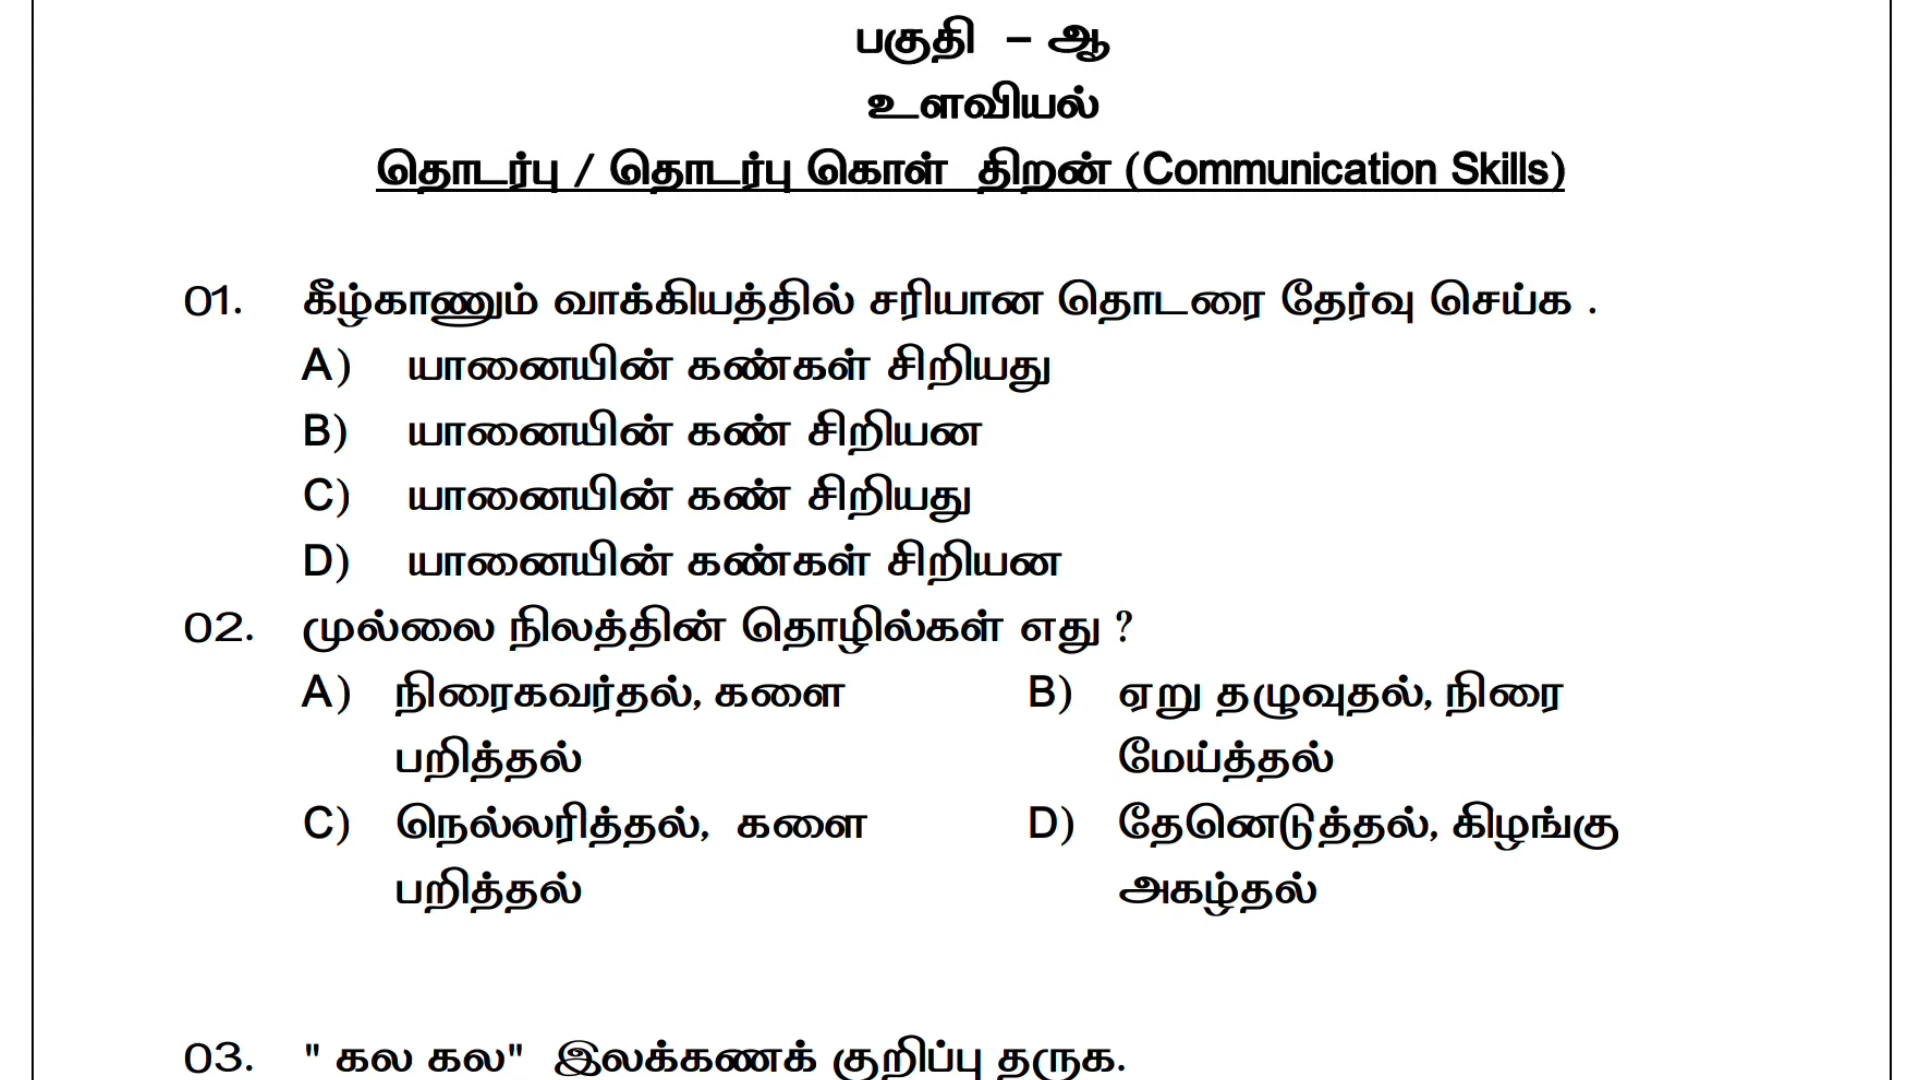 பகுதி – ஆ
உளவியல்
தொடர்பு / தொடர்பு கொள் திறன் (Communication Skills)
01. கீழ்காணும் வாக்கியத்தில் சரியான தொடரை தேர்வு செய்க .
A) யானையின் கண்கள் சிறியது
B) யானையின் கண் சிறியன
C) யானையின் கண் சிறியது
D) யானையின் கண்கள் சிறியன
02. முல்லை நிலத்தின் தொழில்கள் எது ?
A) நிரைகவர்தல், களை பறித்தல்
B) ஏறு தழுவுதல், நிரை மேய்த்தல்
C) நெல்லரித்தல், களை பறித்தல்
D) தேனெடுத்தல், கிழங்கு அகழ்தல்
03. " கல கல" இலக்கணக் குறிப்பு தருக.